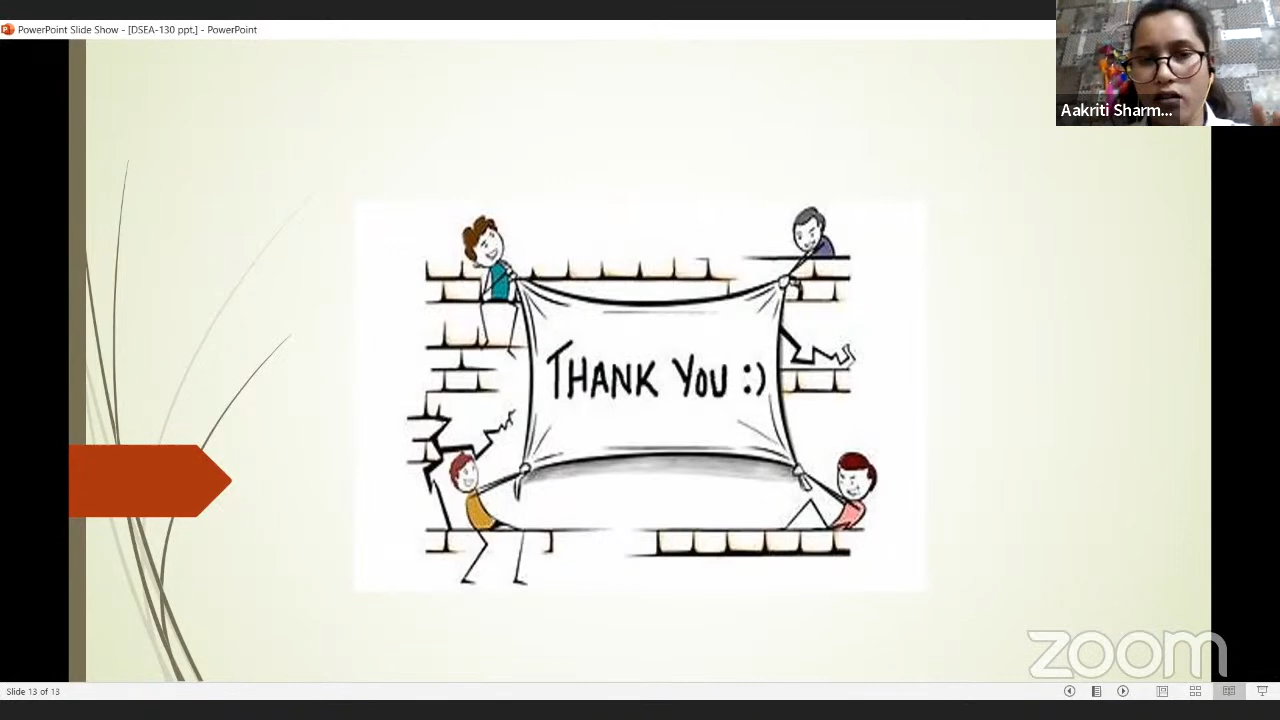 PowerPoint Slide Show - [DSEA-130 ppt.] - PowerPoint
Aakriti Sharm...
THANK YOU :)
zoom
Slide 13 of 13